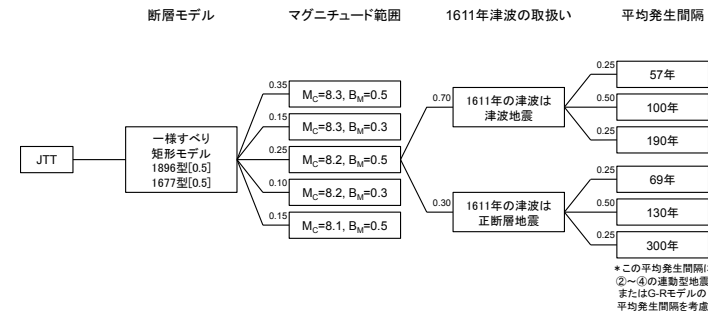 断層モデル
マグニチュード範囲
1611年津波の取扱い
平均発生間隔
JTT
一様すべり
矩形モデル
1896型[0.5]
1677型[0.5]
0.35
M_C=8.3, B_M=0.5
0.15
M_C=8.3, B_M=0.3
0.25
M_C=8.2, B_M=0.5
0.10
M_C=8.2, B_M=0.3
0.15
M_C=8.1, B_M=0.5
0.70
1611年の津波は
津波地震
0.30
1611年の津波は
正断層地震
0.25
57年
0.50
100年
0.25
190年
0.25
69年
0.50
130年
0.25
300年
*この平均発生間隔
②～④の連動型地震
またはG-Rモデルの
平均発生間隔を考慮